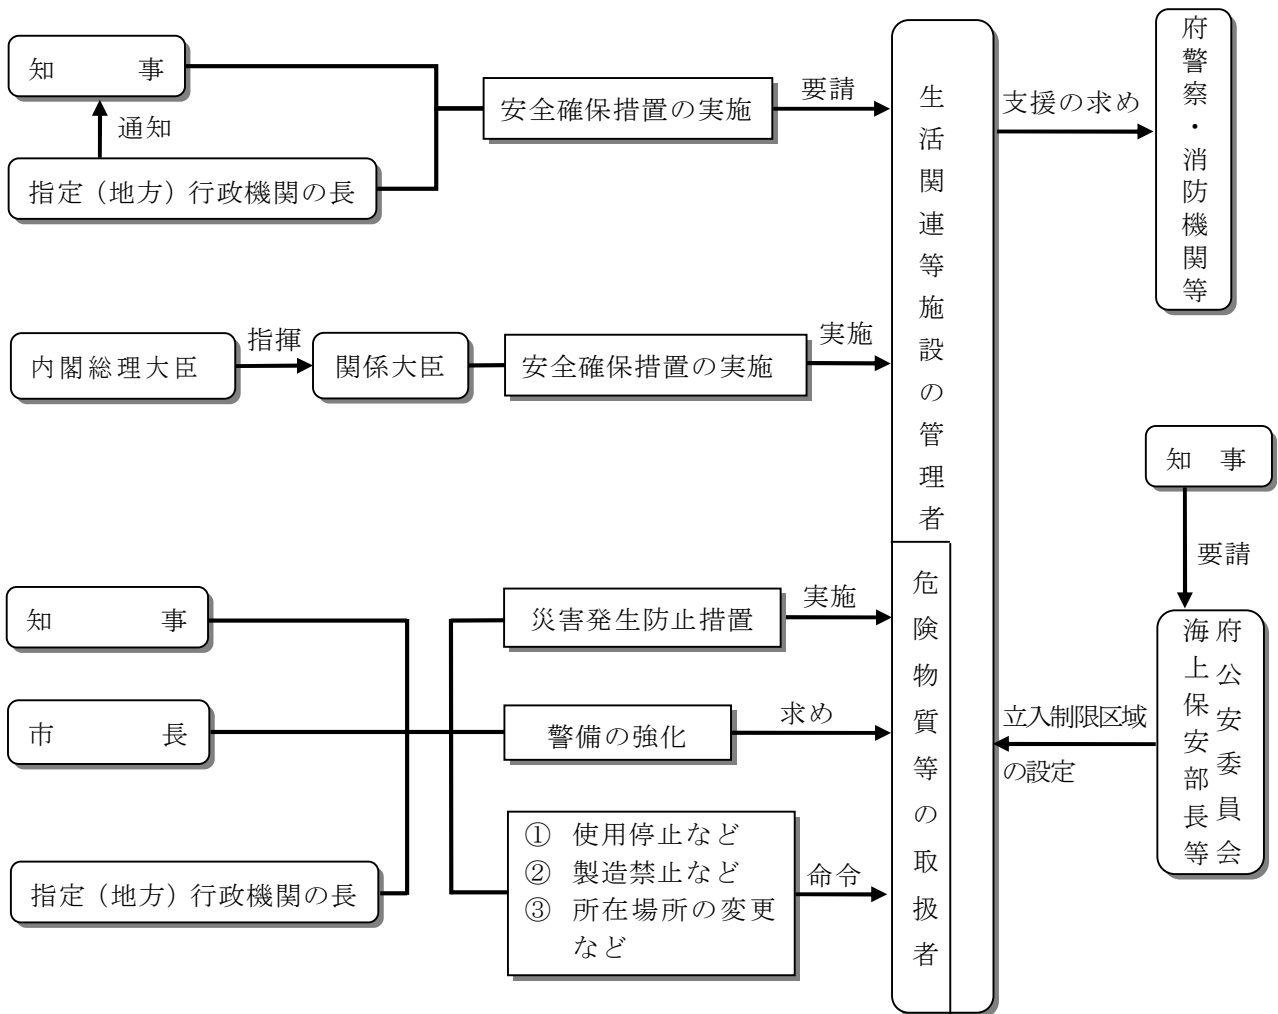 知　事
通知
指定（地方）行政機関の長
安全確保措置の実施
要請
内閣総理大臣
指揮
関係大臣
安全確保措置の実施
実施
知　事
市　長
指定（地方）行政機関の長
災害発生防止措置
実施
警備の強化
求め
① 使用停止など
② 製造禁止など
③ 所在場所の変更
など
命令
生活関連等施設の管理者
危険物質等の取扱者
支援の求め
府警察・消防機関等
知　事
要請
府公安委員会
海上保安部長等
立入制限区域
の設定